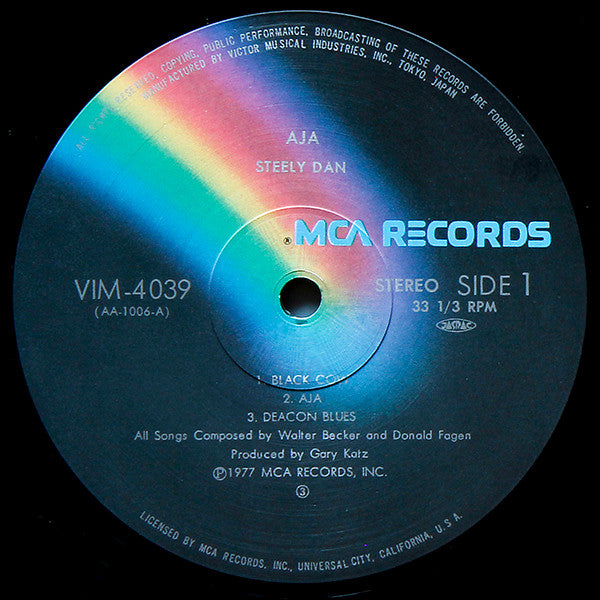 ALL RIGHTS RESERVED, COPYING, PUBLIC PERFORMANCE, BROADCASTING OF THESE RECORDS ARE FORBIDDEN.
MANUFACTURED BY VICTOR MUSICAL INDUSTRIES, INC., TOKYO, JAPAN
AJA
STEELY DAN
® MCA RECORDS
VIM-4039
(AA-1006-A)
STEREO SIDE 1
33 1/3 RPM
JASRAC
1. BLACK COW
2. AJA
3. DEACON BLUES
All Songs Composed by Walter Becker and Donald Fagen
Produced by Gary Katz
Ⓟ1977 MCA RECORDS, INC.
③
LICENSED BY MCA RECORDS, INC., UNIVERSAL CITY, CALIFORNIA, U.S.A.